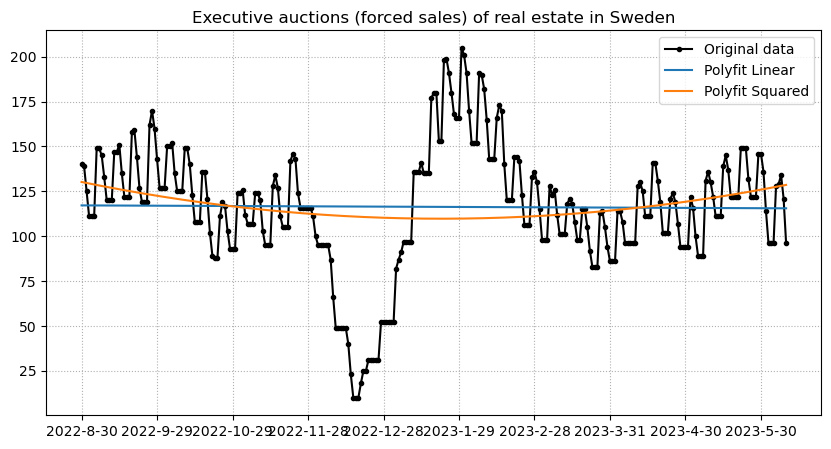 Executive auctions (forced sales) of real estate in Sweden
Original data
Polyfit Linear
Polyfit Squared
200
175
150
125
100
75
50
25
2022-8-30 2022-9-29 2022-10-29 2022-11-28 2022-12-28 2023-1-29 2023-2-28 2023-3-31 2023-4-30 2023-5-30